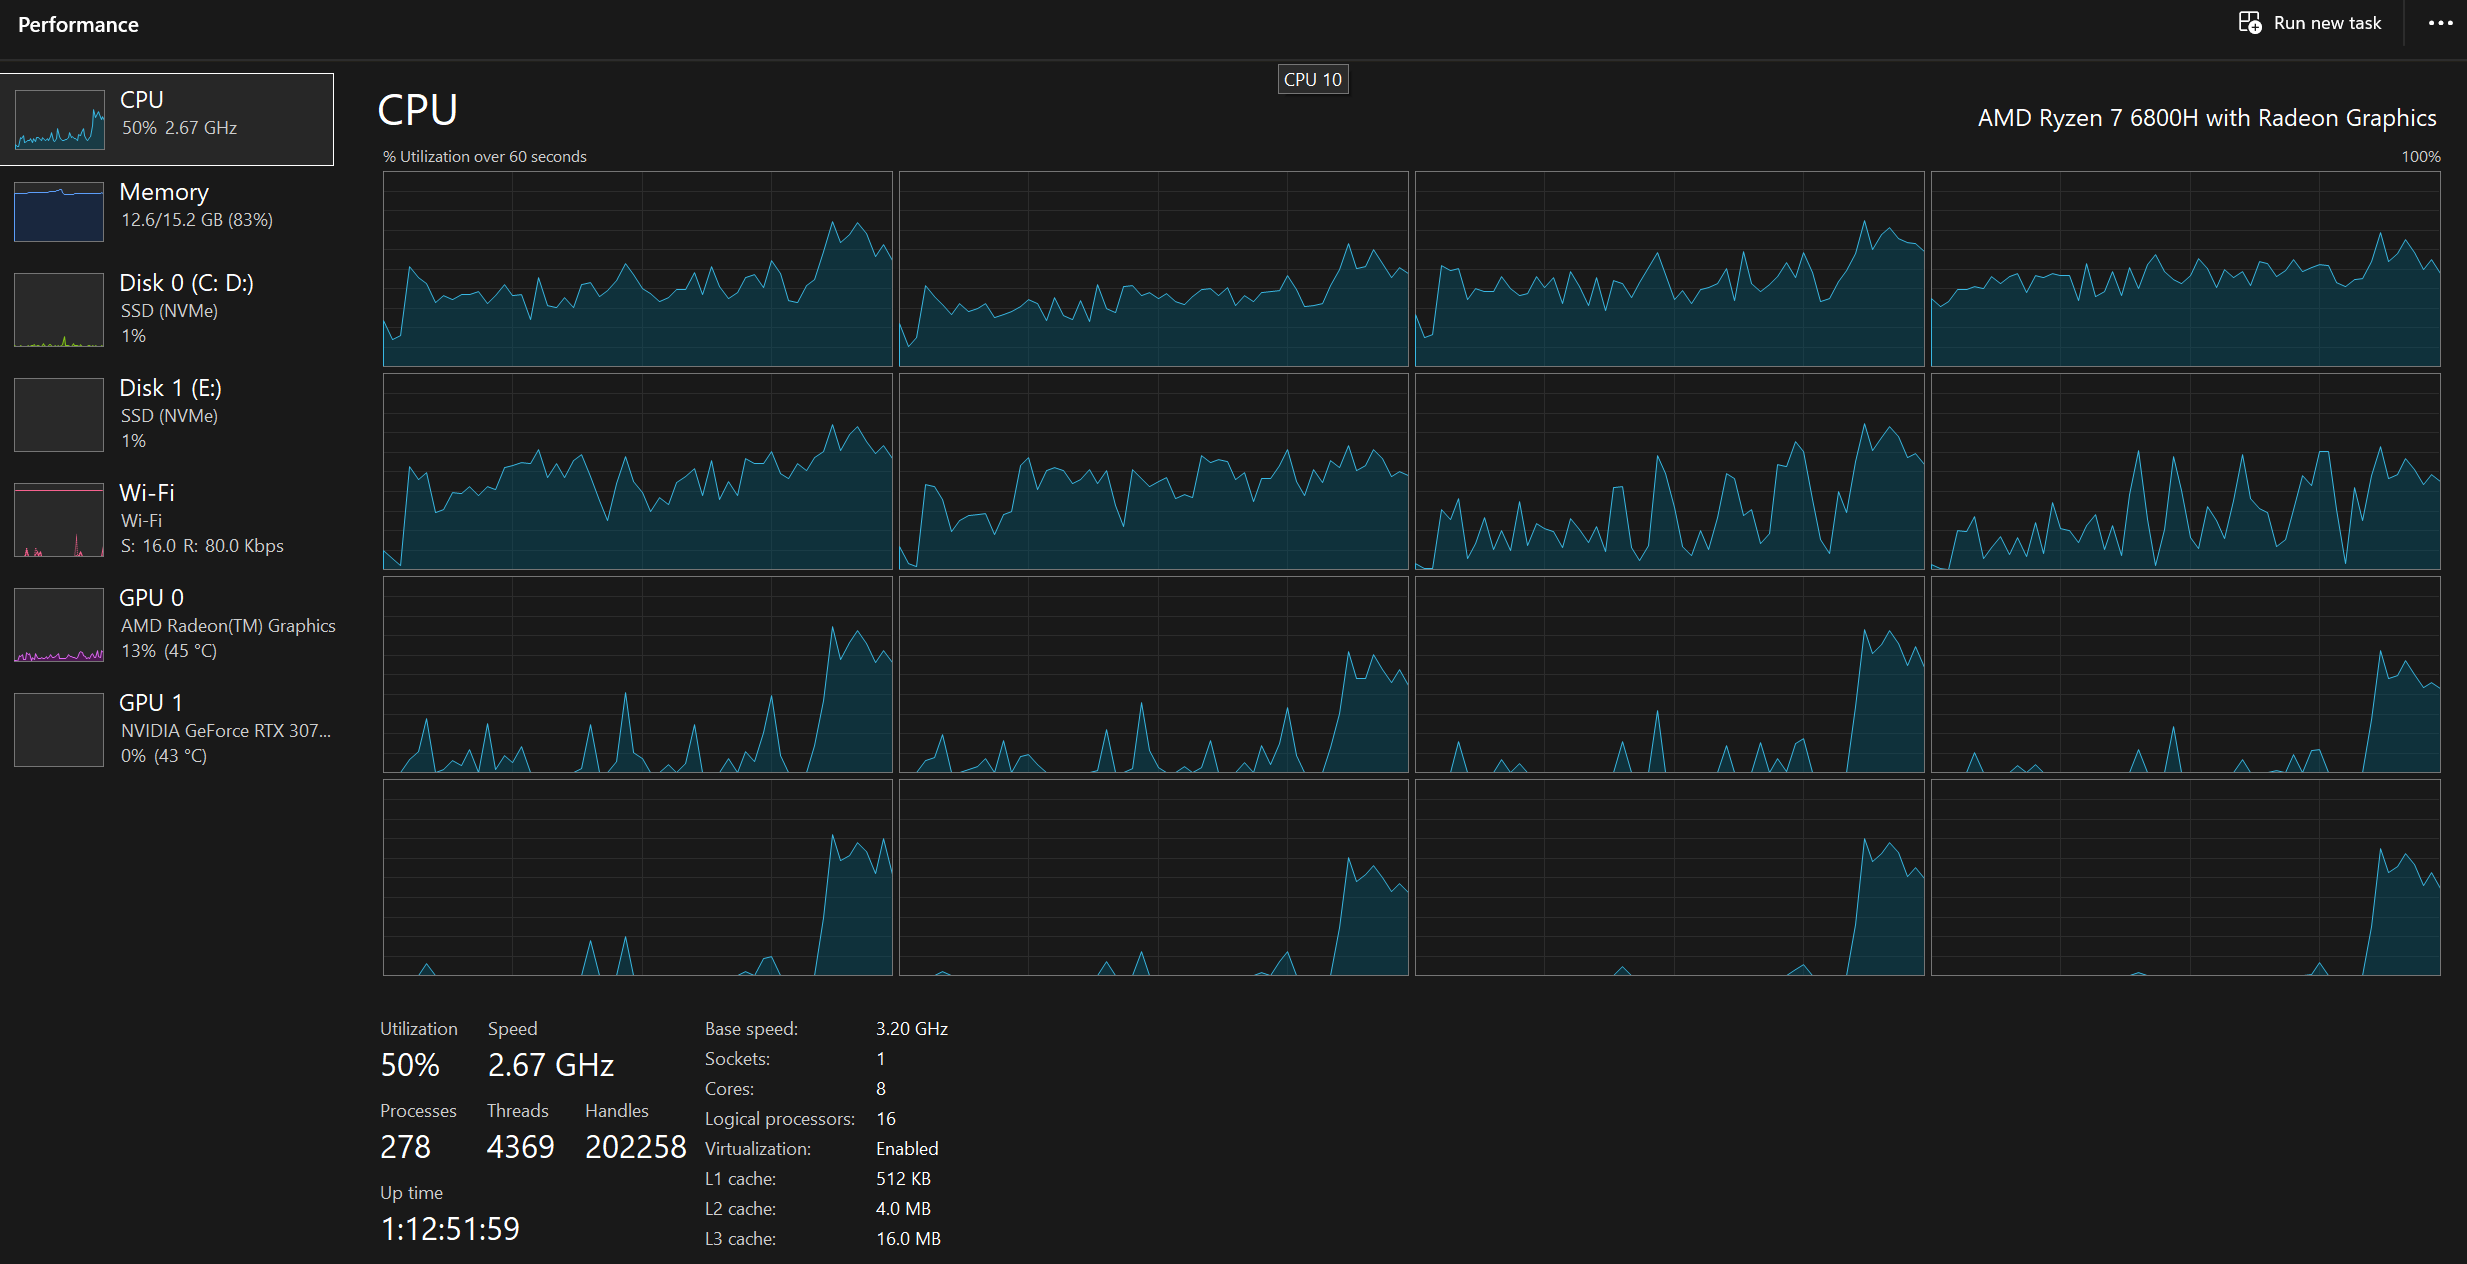 Performance
Run new task
CPU
50% 2.67 GHz
Memory
12.6/15.2 GB (83%)
Disk 0 (C: D:)
SSD (NVMe)
1%
Disk 1 (E:)
SSD (NVMe)
1%
Wi-Fi
Wi-Fi
S: 16.0 R: 80.0 Kbps
GPU 0
AMD Radeon(TM) Graphics
13% (45 °C)
GPU 1
NVIDIA GeForce RTX 307...
0% (43 °C)
CPU 10
CPU
AMD Ryzen 7 6800H with Radeon Graphics
% Utilization over 60 seconds
100%
Utilization Speed
50% 2.67 GHz
Processes Threads Handles
278 4369 202258
Up time
1:12:51:59
Base speed: 3.20 GHz
Sockets: 1
Cores: 8
Logical processors: 16
Virtualization: Enabled
L1 cache: 512 KB
L2 cache: 4.0 MB
L3 cache: 16.0 MB